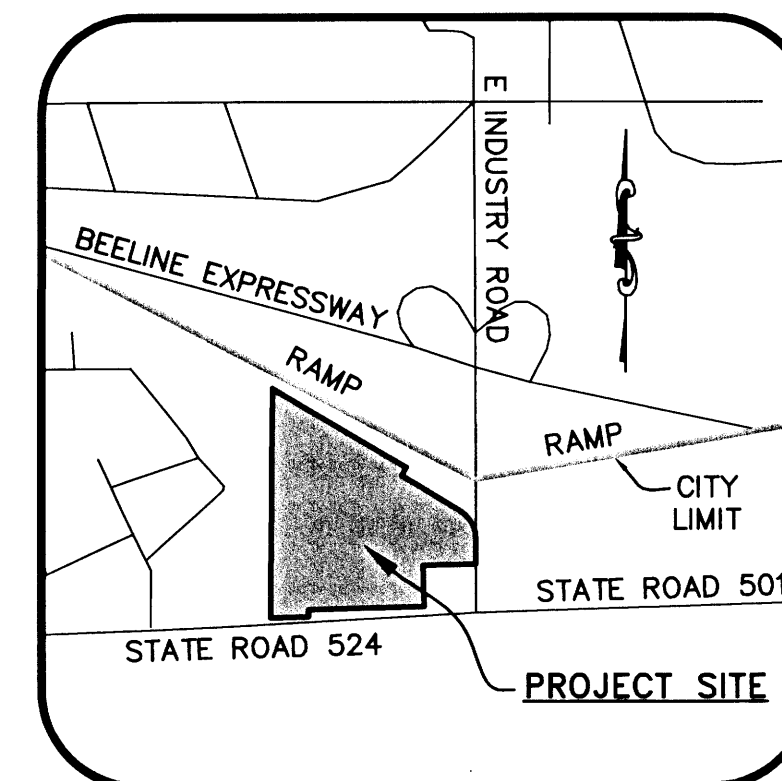 E INDUSTRY ROAD
BEELINE EXPRESSWAY
RAMP
RAMP
CITY
LIMIT
STATE ROAD 501
STATE ROAD 524
PROJECT SITE